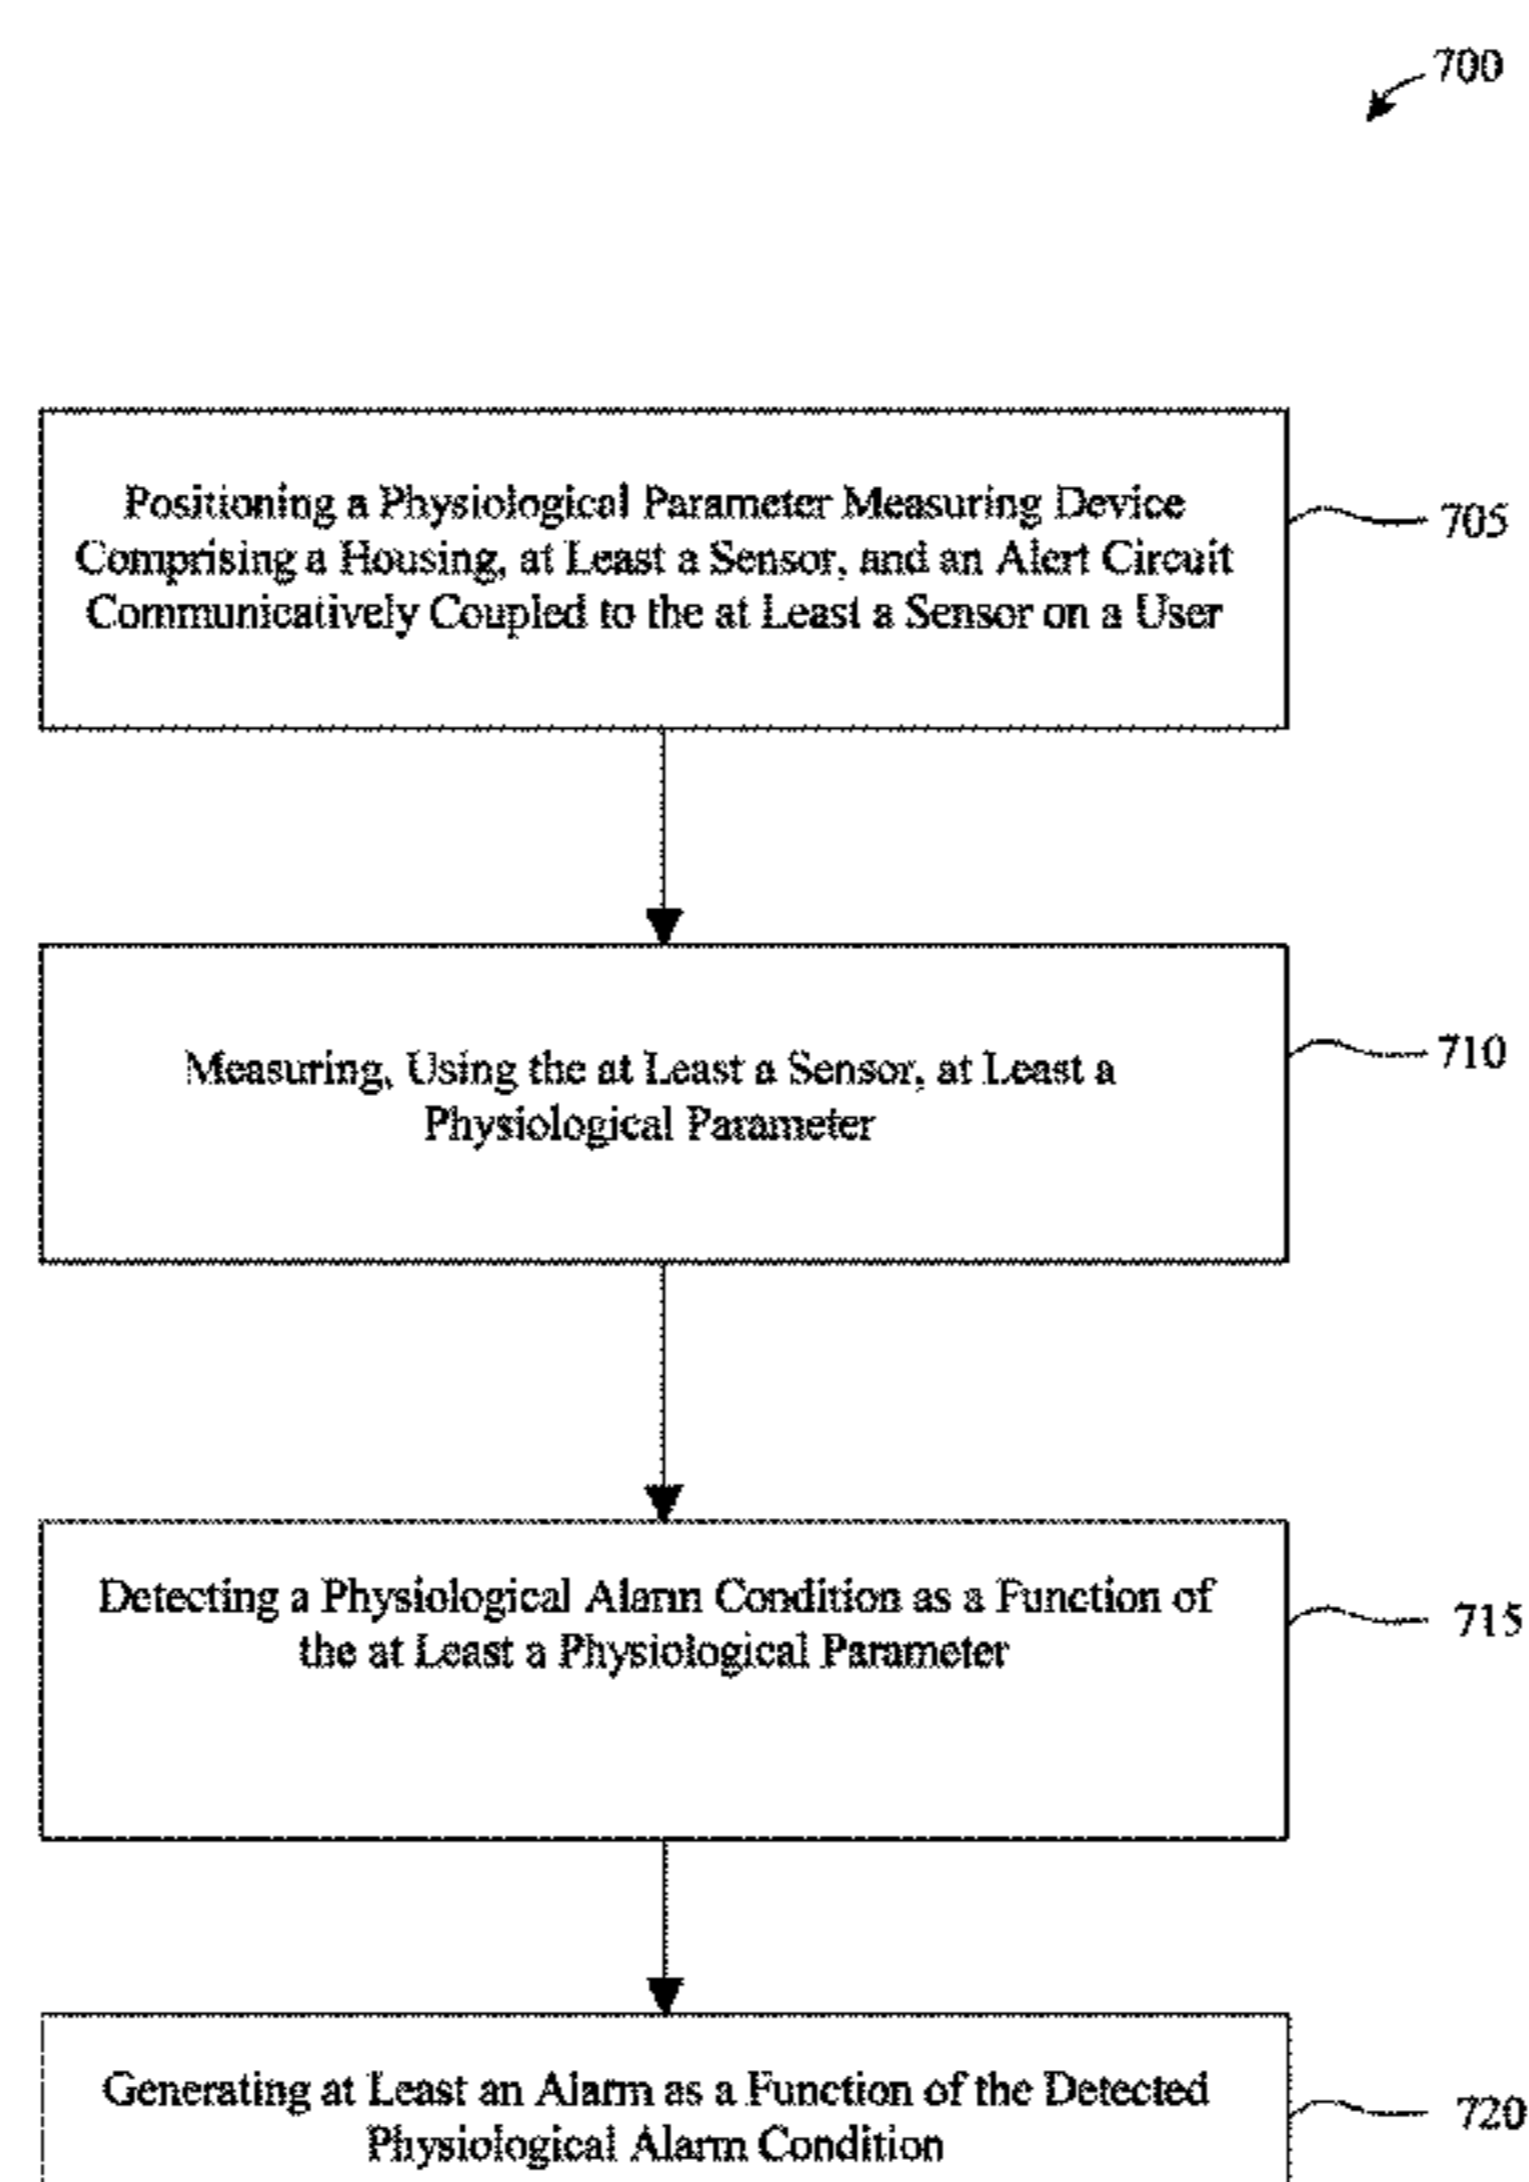 700
Positioning a Physiological Parameter Measuring Device
Comprising a Housing, at Least a Sensor, and an Alert Circuit
Communicatively Coupled to the at Least a Sensor on a User
705
Measuring, Using the at Least a Sensor, at Least a
Physiological Parameter
710
Detecting a Physiological Alarm Condition as a Function of
the at Least a Physiological Parameter
715
Generating at Least an Alarm as a Function of the Detected
Physiological Alarm Condition
720